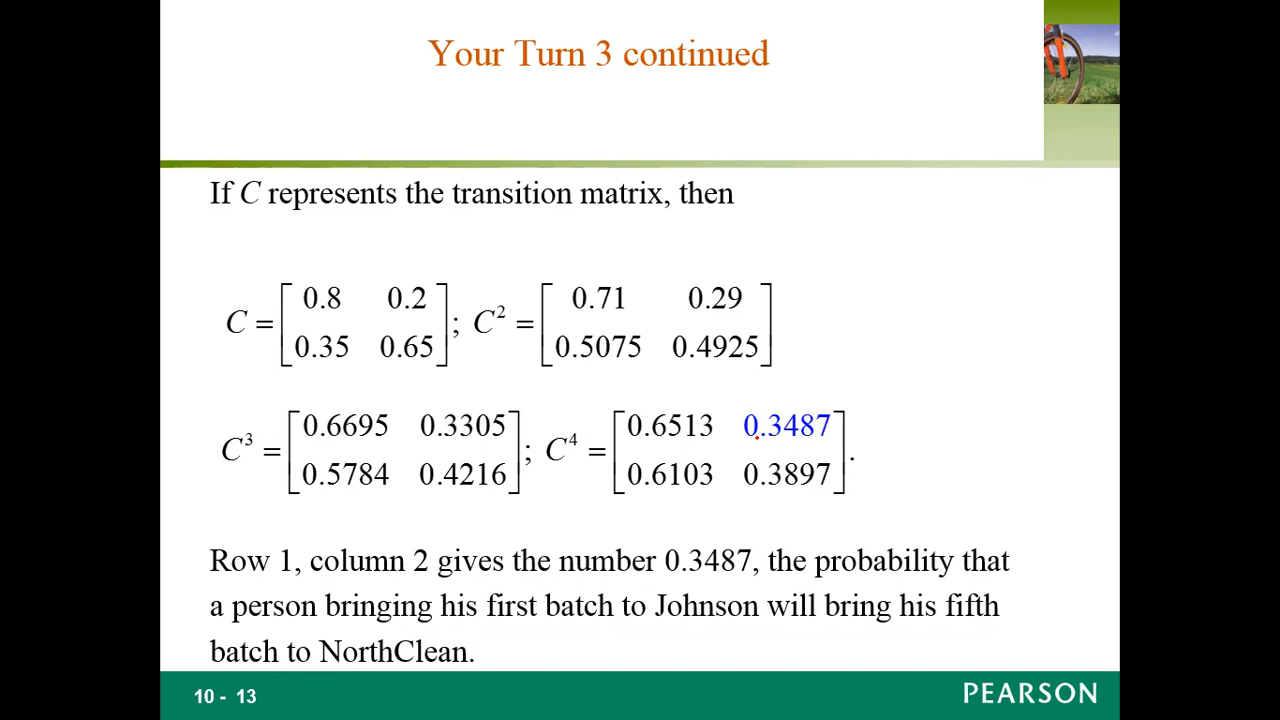 Your Turn 3 continued
If C represents the transition matrix, then
C = [0.8 0.2; 0.35 0.65]; C² = [0.71 0.29; 0.5075 0.4925]
C³ = [0.6695 0.3305; 0.5784 0.4216]; C⁴ = [0.6513 0.3487; 0.6103 0.3897].
Row 1, column 2 gives the number 0.3487, the probability that
a person bringing his first batch to Johnson will bring his fifth
batch to NorthClean.
10 - 13
PEARSON